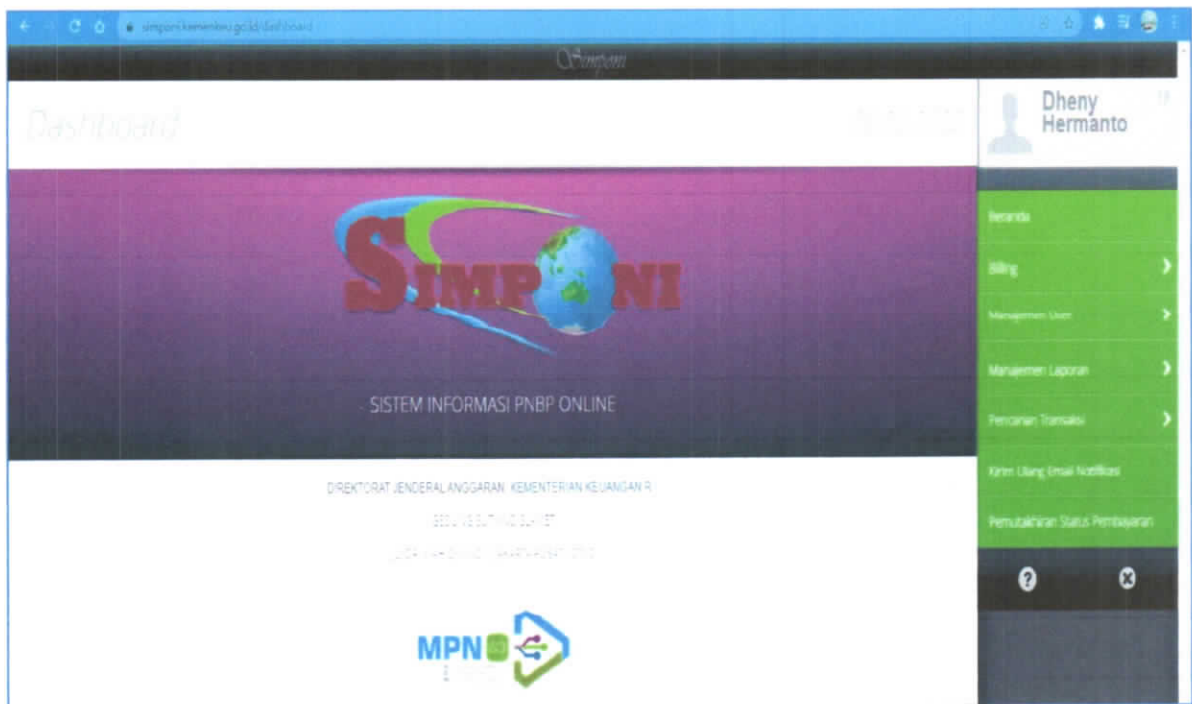 simponi.kemenkeu.go.id/dashboard
Simponi
Dashboard
Dheny
Hermanto
SIMPONI
SISTEM INFORMASI PNBP ONLINE
Beranda
Billing
Manajemen User
Manajemen Laporan
Pencarian Transaksi
Kirim Ulang Email Notifikasi
Pemutakhiran Status Pembayaran
DIREKTORAT JENDERAL ANGGARAN KEMENTERIAN KEUANGAN RI
MPN